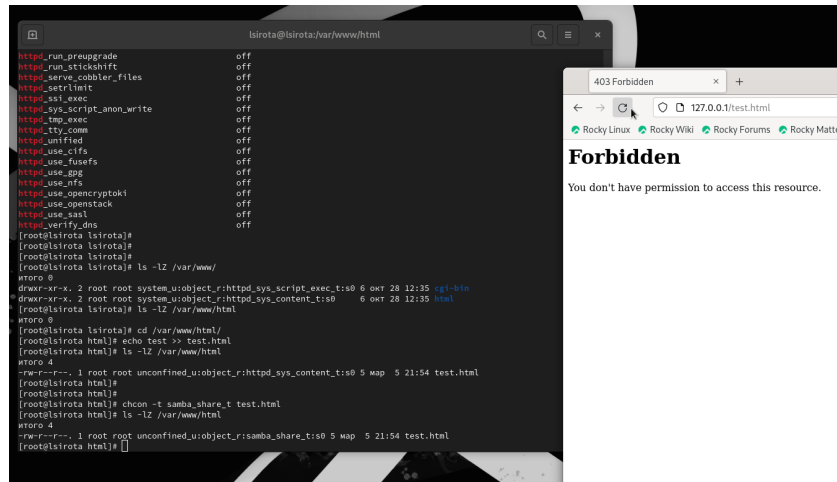 lsirota@lsirota:/var/www/html
httpd_run_preupgrade off
httpd_run_stickshift off
httpd_serve_cobbler_files off
httpd_setrlimit off
httpd_ssi_exec off
httpd_sys_script_anon_write off
httpd_tmp_exec off
httpd_tty_comm off
httpd_unified off
httpd_use_cifs off
httpd_use_fusefs off
httpd_use_gpg off
httpd_use_nfs off
httpd_use_opencryptoki off
httpd_use_openstack off
httpd_use_sasl off
httpd_verify_dns off
[root@lsirota lsirota]#
[root@lsirota lsirota]#
[root@lsirota lsirota]#
[root@lsirota lsirota]# ls -lZ /var/www/
итого 0
drwxr-xr-x. 2 root root system_u:object_r:httpd_sys_script_exec_t:s0 6 окт 28 12:35 cgi-bin
drwxr-xr-x. 2 root root system_u:object_r:httpd_sys_content_t:s0 6 окт 28 12:35 html
[root@lsirota lsirota]# ls -lZ /var/www/html
итого 0
[root@lsirota lsirota]# cd /var/www/html/
[root@lsirota html]# echo test >> test.html
[root@lsirota html]# ls -lZ /var/www/html
итого 4
-rw-r--r--. 1 root root unconfined_u:object_r:httpd_sys_content_t:s0 5 мар 5 21:54 test.html
[root@lsirota html]#
[root@lsirota html]#
[root@lsirota html]# chcon -t samba_share_t test.html
[root@lsirota html]# ls -lZ /var/www/html
итого 4
-rw-r--r--. 1 root root unconfined_u:object_r:samba_share_t:s0 5 мар 5 21:54 test.html
[root@lsirota html]#
403 Forbidden
127.0.0.1/test.html
Rocky Linux Rocky Wiki Rocky Forums Rocky Matt
Forbidden
You don't have permission to access this resource.